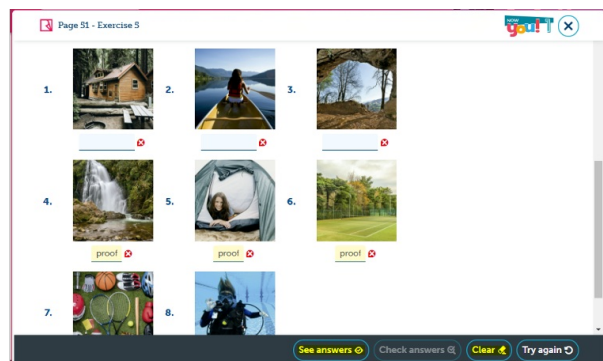 Page 51 - Exercise 5
NOW
you!
1.
2.
3.
4.
5.
6.
proof
proof
proof
7.
8.
See answers
Check answers
Clear
Try again